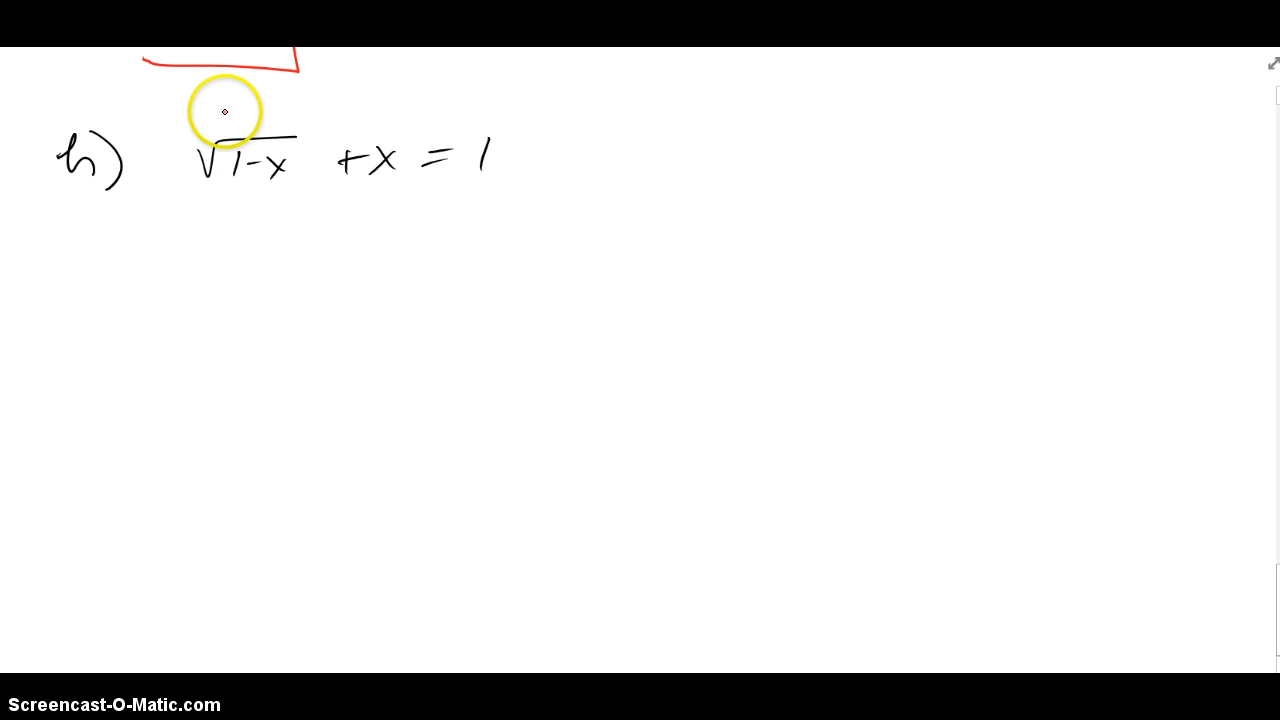 h) √1-x + x = 1
Screencast-O-Matic.com